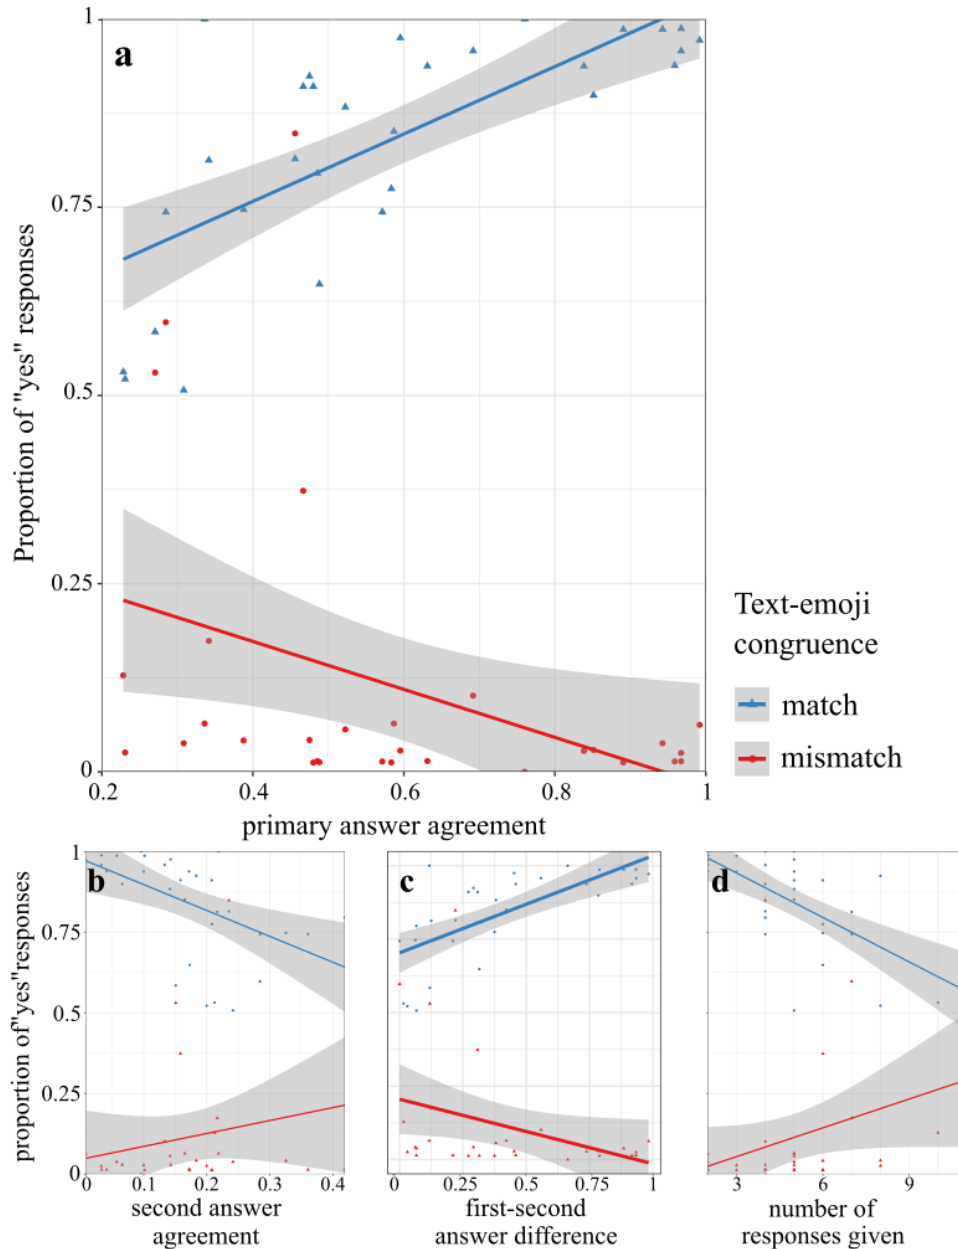 a
1
0.75
0.5
0.25
0
Proportion of "yes" responses
0.2
0.4
0.6
0.8
1
primary answer agreement
Text-emoji
congruence
match
mismatch
b
1
0.75
0.5
0.25
0
proportion of"yes"responses
0
0.1
0.2
0.3
0.4
second answer
agreement
c
0
0.25
0.5
0.75
1
first-second
answer difference
d
3
6
9
number of
responses given